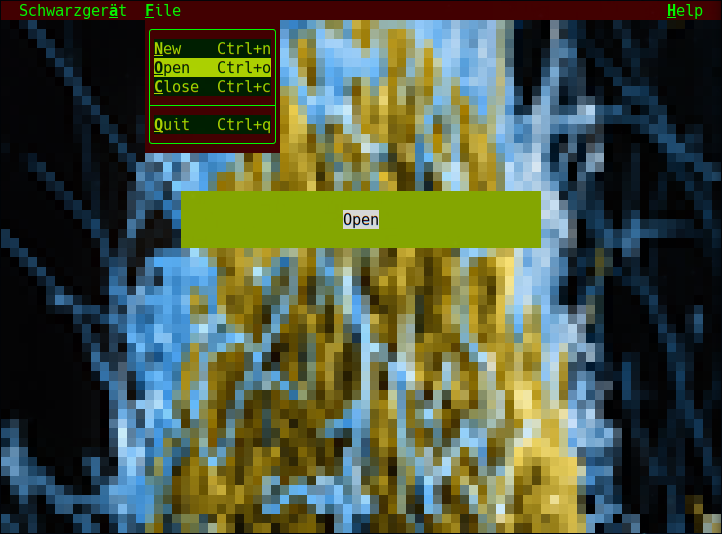 Schwarzgerät File Help
New Ctrl+n
Open Ctrl+o
Close Ctrl+c
Quit Ctrl+q
Open